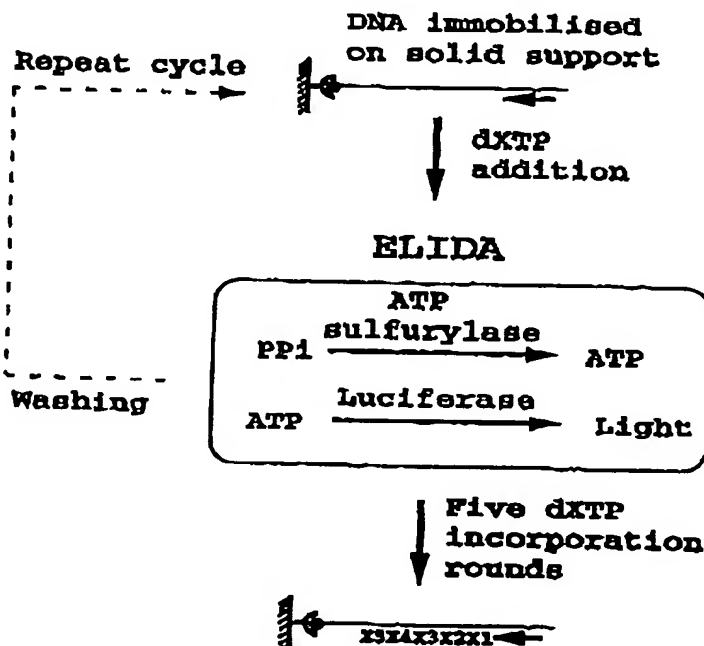 DNA immobilised
on solid support
Repeat cycle
dXTP
addition
ELIDA
ATP
sulfurylase
PPi
ATP
Luciferase
ATP
Light
Washing
Five dXTP
incorporation
rounds
X5X4X3X2X1